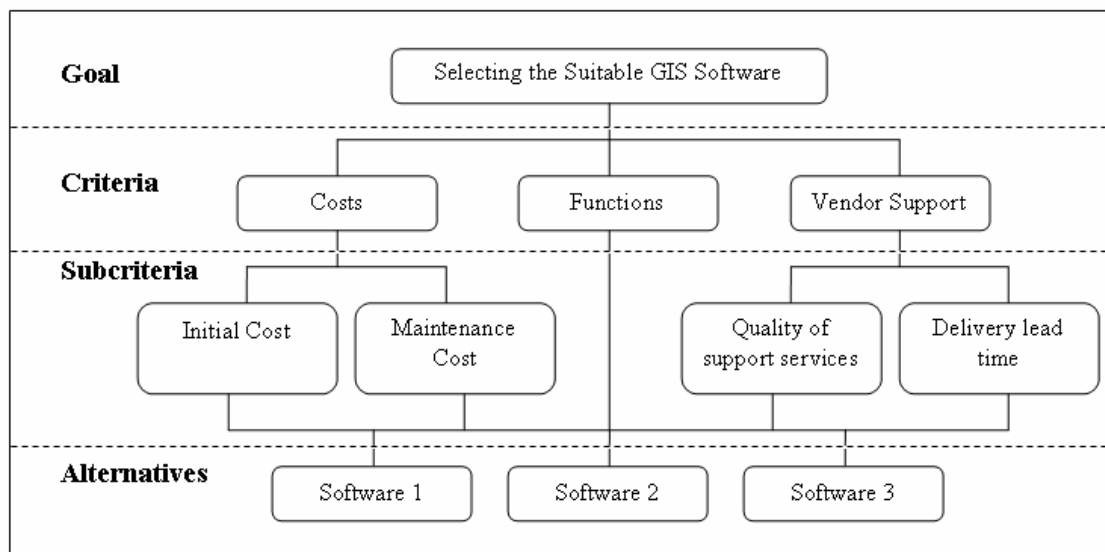 Goal
Selecting the Suitable GIS Software
Criteria
Costs
Functions
Vendor Support
Subcriteria
Initial Cost
Maintenance
Cost
Quality of
support services
Delivery lead
time
Alternatives
Software 1
Software 2
Software 3